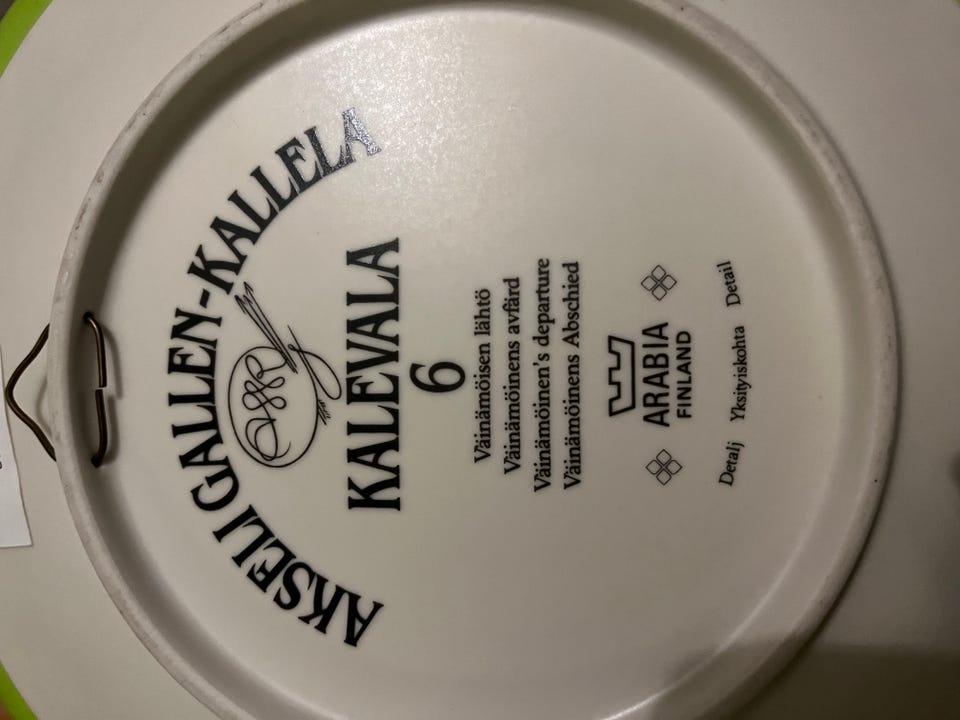 AKSELI GALLEN-KALLELA
KALEVALA
6
Väinämöisen lähtö
Väinämöinens avfärd
Väinämöinen's departure
Väinämöinens Abschied
ARABIA
FINLAND
Detalj Yksityiskohta Detail